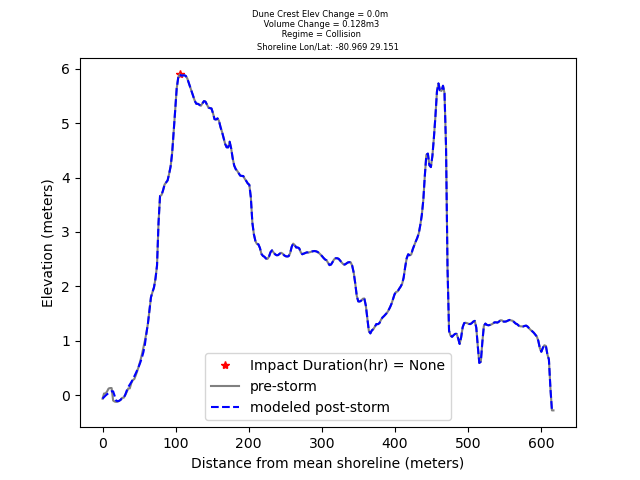 Dune Crest Elev Change = 0.0m
Volume Change = 0.128m3
Regime = Collision
Shoreline Lon/Lat: -80.969 29.151
Elevation (meters)
6
5
4
3
2
1
0
Impact Duration(hr) = None
pre-storm
modeled post-storm
0 100 200 300 400 500 600
Distance from mean shoreline (meters)